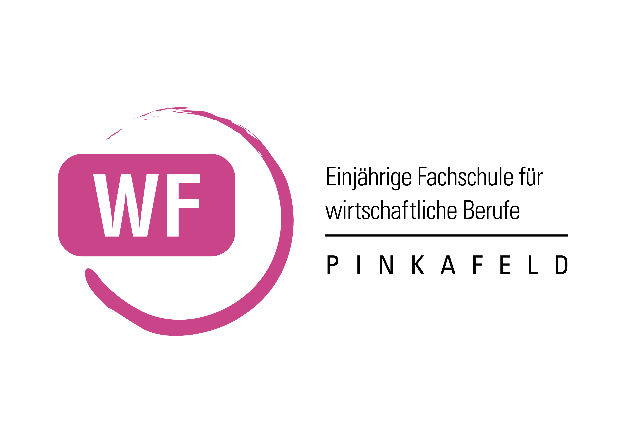 WF
Einjährige Fachschule für
wirtschaftliche Berufe
PINKAFELD